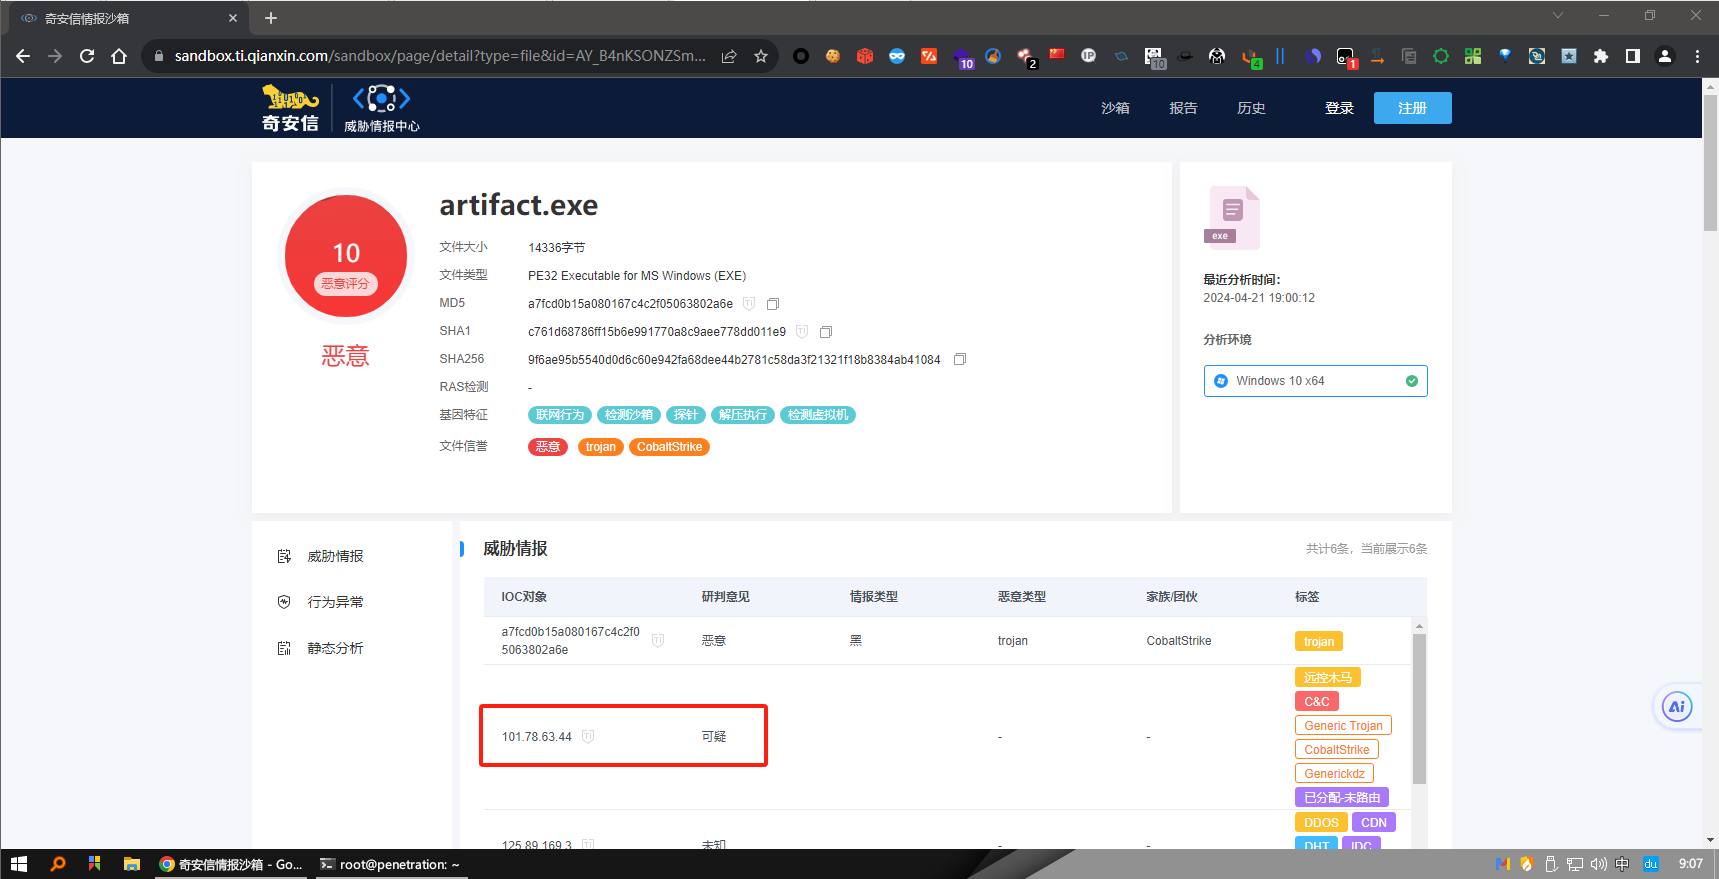 奇安信情报沙箱
sandbox.ti.qianxin.com/sandbox/page/detail?type=file&id=AY_B4nKSONZSm...
10
2
IP
10
4
1
奇安信
威胁情报中心
沙箱
报告
历史
登录
注册
10
恶意评分
恶意
artifact.exe
文件大小 14336字节
文件类型 PE32 Executable for MS Windows (EXE)
MD5 a7fcd0b15a080167c4c2f05063802a6e
SHA1 c761d68786ff15b6e991770a8c9aee778dd011e9
SHA256 9f6ae95b5540d0d6c60e942fa68dee44b2781c58da3f21321f18b8384ab41084
RAS检测 -
基因特征 联网行为 检测沙箱 探针 解压执行 检测虚拟机
文件信誉 恶意 trojan CobaltStrike
exe
最近分析时间：
2024-04-21 19:00:12
分析环境
Windows 10 x64
威胁情报
行为异常
静态分析
威胁情报
共计6条，当前展示6条
IOC对象 研判意见 情报类型 恶意类型 家族/团伙 标签
a7fcd0b15a080167c4c2f0
5063802a6e
恶意 黑 trojan CobaltStrike trojan
101.78.63.44 可疑 - -
远控木马
C&C
Generic Trojan
CobaltStrike
Generickdz
已分配-未路由
125.89.169.3 未知 - -
DDOS CDN
DHT IDC
Ai
奇安信情报沙箱 - Go...
root@penetration: ~
中
du
9:07